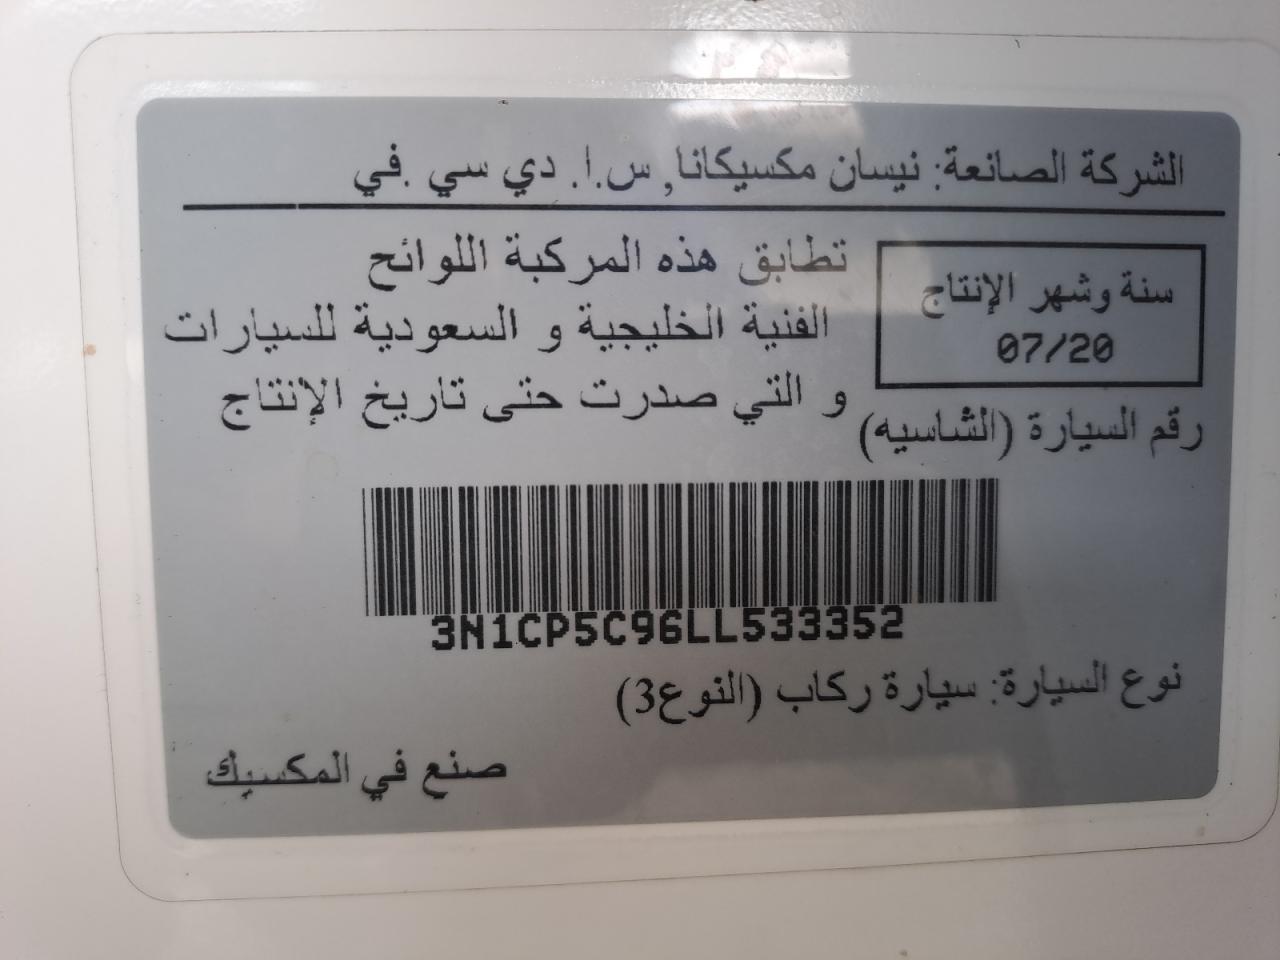 الشركة الصانعة: نيسان مكسيكانا, س.ا. دي سي .في
سنة وشهر الإنتاج
07/20
تطابق هذه المركبة اللوائح
الفنية الخليجية و السعودية للسيارات
و التي صدرت حتى تاريخ الإنتاج
رقم السيارة (الشاسيه)
3N1CP5C96LL533352
نوع السيارة: سيارة ركاب (النوع3)
صنع في المكسيك